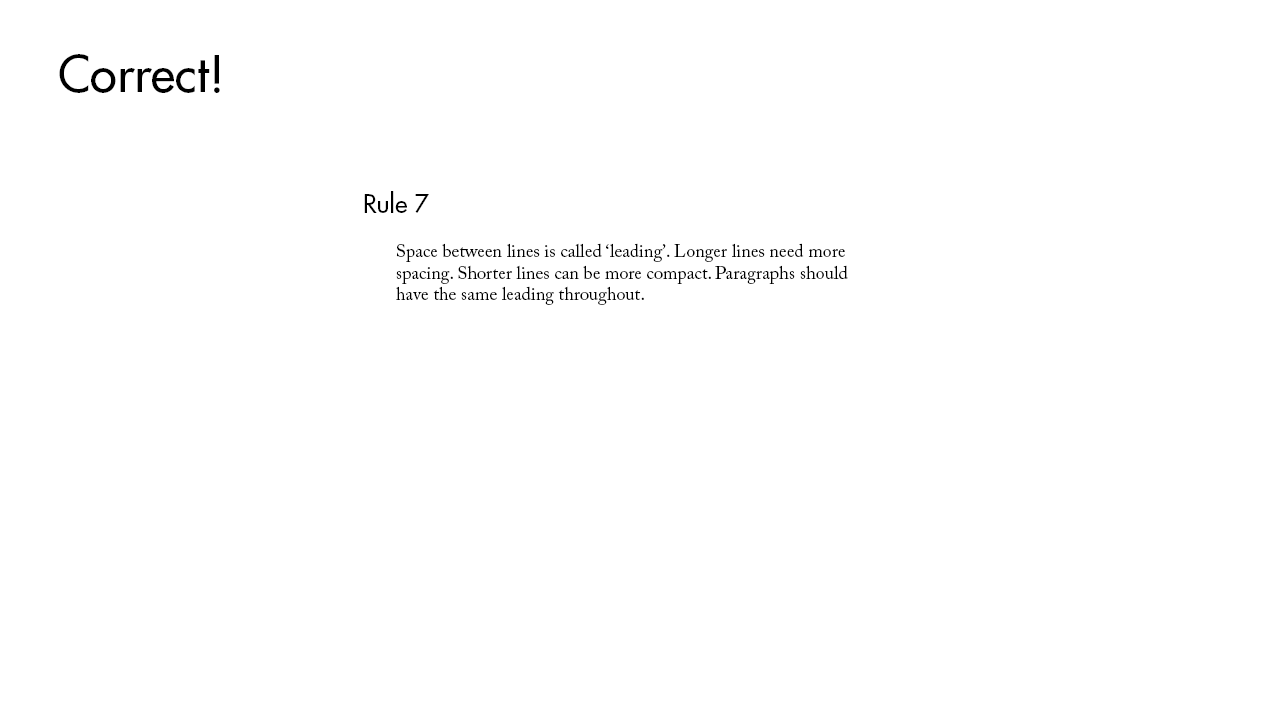 Correct!
Rule 7
Space between lines is called ‘leading’. Longer lines need more
spacing. Shorter lines can be more compact. Paragraphs should
have the same leading throughout.